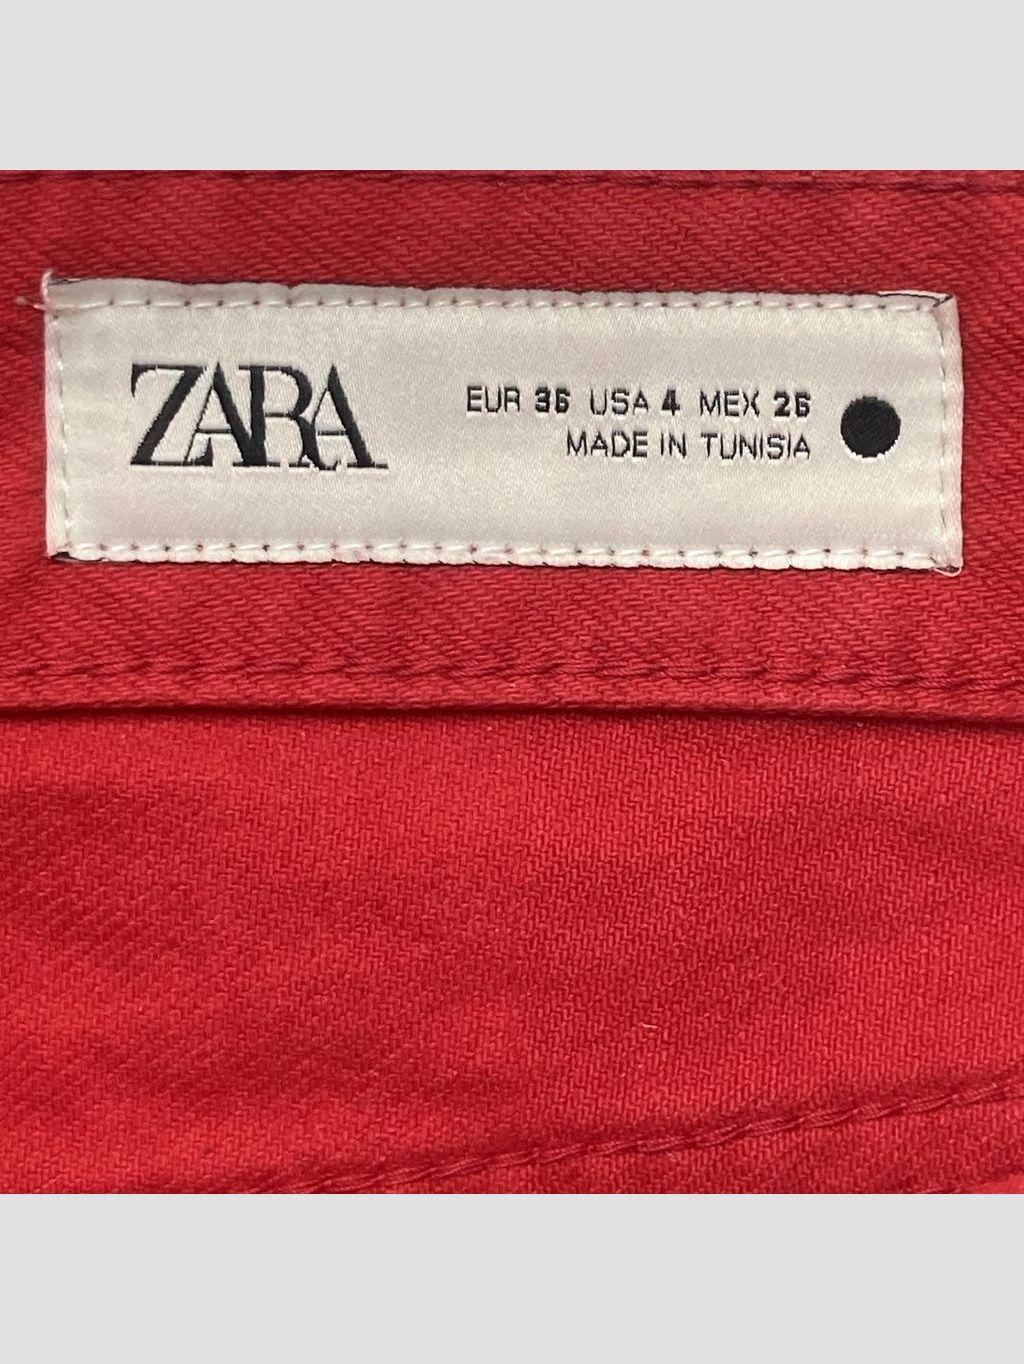 ZARA
EUR 36 USA 4 MEX 26
MADE IN TUNISIA